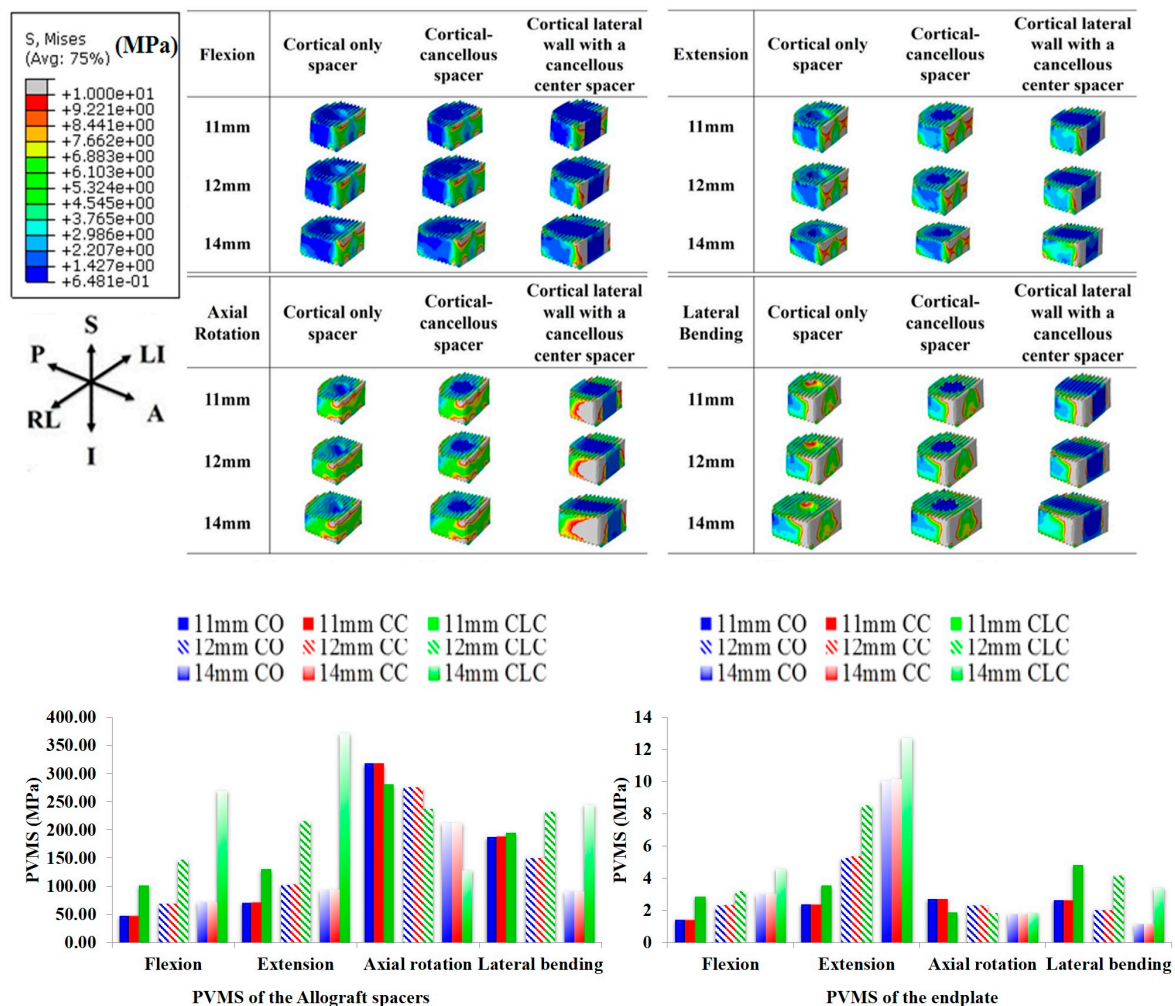 S, Mises (MPa)
(Avg: 75%)
+1.000e+01
+9.221e+00
+8.441e+00
+7.662e+00
+6.883e+00
+6.103e+00
+5.324e+00
+4.545e+00
+3.765e+00
+2.986e+00
+2.207e+00
+1.427e+00
+6.481e-01
S
P
LI
RL
A
I
Flexion
Cortical only
spacer
Cortical-
cancellous
spacer
Cortical lateral
wall with a
cancellous
center spacer
11mm
12mm
14mm
Extension
Cortical only
spacer
Cortical-
cancellous
spacer
Cortical lateral
wall with a
cancellous
center spacer
11mm
12mm
14mm
Axial
Rotation
Cortical only
spacer
Cortical-
cancellous
spacer
Cortical lateral
wall with a
cancellous
center spacer
11mm
12mm
14mm
Lateral
Bending
Cortical only
spacer
Cortical-
cancellous
spacer
Cortical lateral
wall with a
cancellous
center spacer
11mm
12mm
14mm
11mm CO 11mm CC 11mm CLC
12mm CO 12mm CC 12mm CLC
14mm CO 14mm CC 14mm CLC
PVMS (MPa)
400.00
350.00
300.00
250.00
200.00
150.00
100.00
50.00
0.00
Flexion Extension Axial rotation Lateral bending
PVMS of the Allograft spacers
11mm CO 11mm CC 11mm CLC
12mm CO 12mm CC 12mm CLC
14mm CO 14mm CC 14mm CLC
PVMS (MPa)
14
12
10
8
6
4
2
0
Flexion Extension Axial rotation Lateral bending
PVMS of the endplate